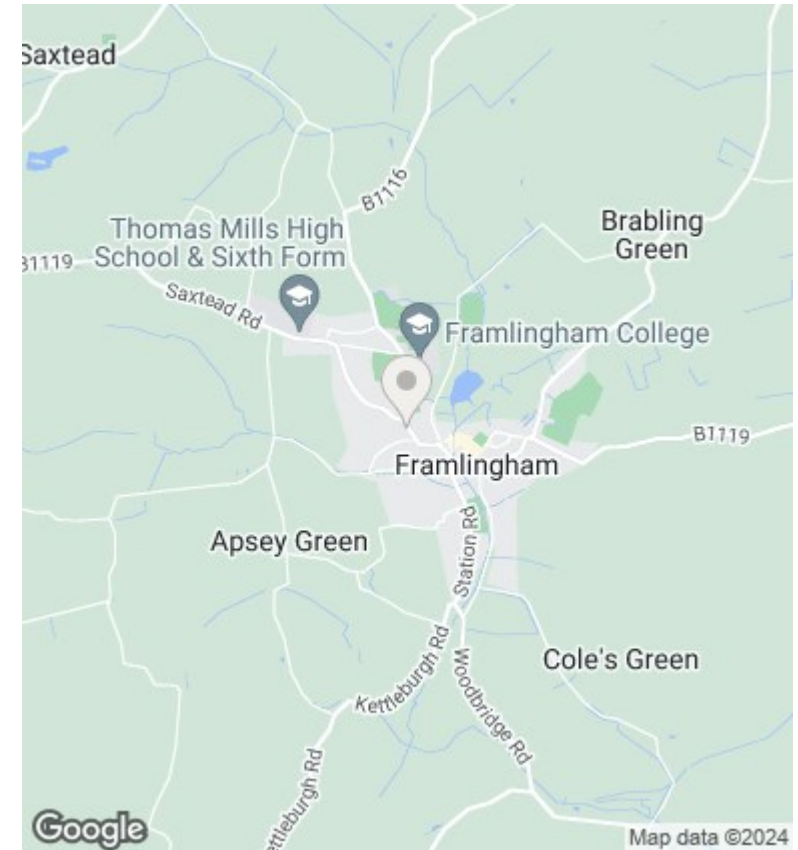 Saxtead
B1116
Brabling
Green
Thomas Mills High
School & Sixth Form
B1119
Saxtead Rd
Framlingham College
B1119
Framlingham
Apsey Green
Station Rd
Cole's Green
Kettleburgh Rd
Woodbridge Rd
ettleburgh Rd
Google
Map data ©2024